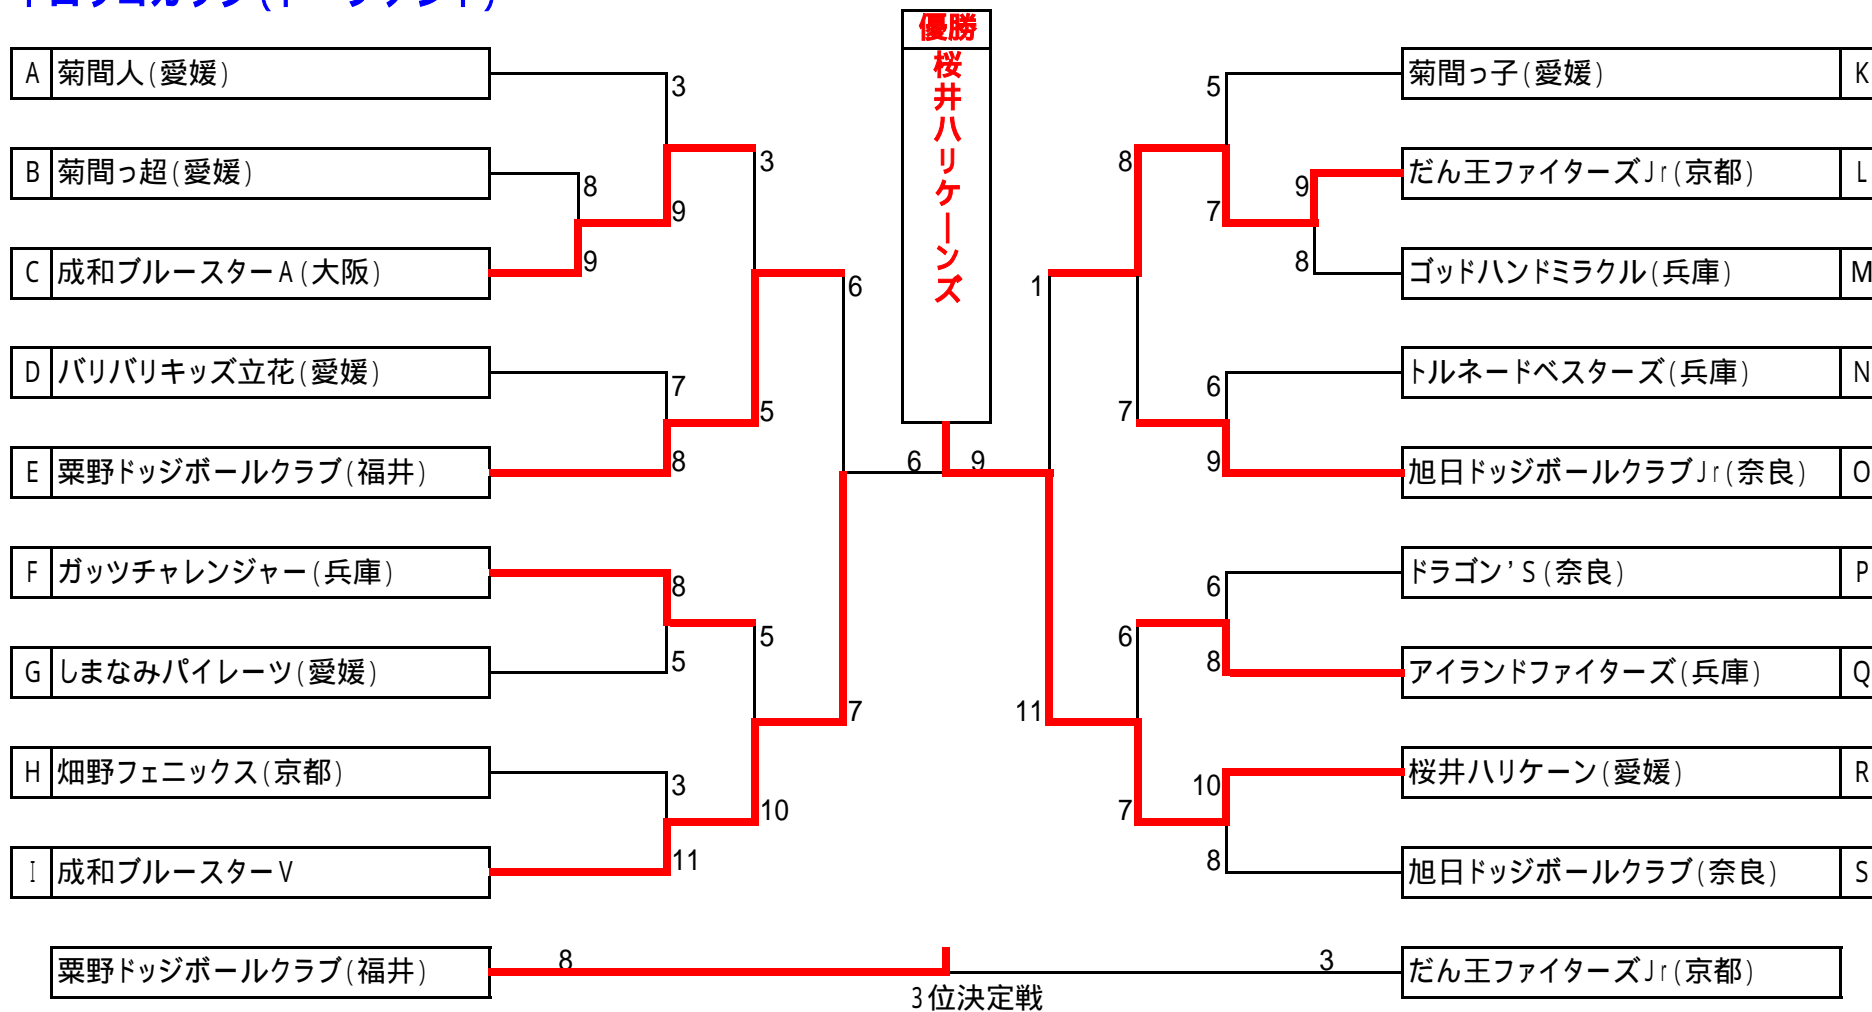 優勝
桜井ハリケーンズ
A 菊間人(愛媛) 3 5 菊間っ子(愛媛) K
3 8
B 菊間っ超(愛媛) 8 9 だん王ファイターズJr(京都) L
9 7
C 成和ブルースターA(大阪) 9 8 ゴッドハンドミラクル(兵庫) M
6 1
D バリバリキッズ立花(愛媛) 7 6 トルネードベスターズ(兵庫) N
5 7
E 粟野ドッジボールクラブ(福井) 8 6 9 9 旭日ドッジボールクラブJr(奈良) O
F ガッツチャレンジャー(兵庫) 8 6 ドラゴン'S(奈良) P
5 6
G しまなみパイレーツ(愛媛) 5 8 アイランドファイターズ(兵庫) Q
7 11
H 畑野フェニックス(京都) 3 10 桜井ハリケーン(愛媛) R
10 7
I 成和ブルースターV 11 8 旭日ドッジボールクラブ(奈良) S
粟野ドッジボールクラブ(福井) 8 3 だん王ファイターズJr(京都)
3位決定戦